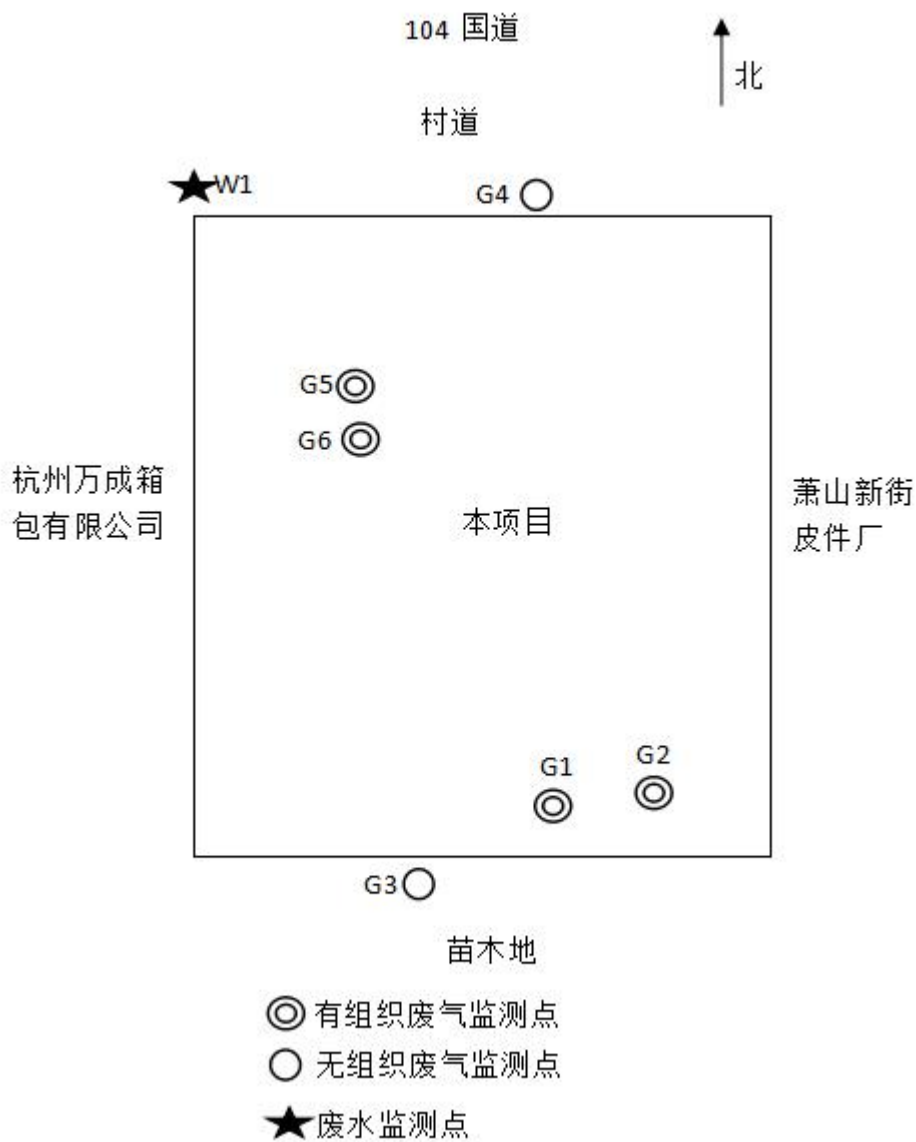 104 国道
北
村道
W1
G4
G5
G6
杭州万成箱
包有限公司
本项目
萧山新街
皮件厂
G1
G2
G3
苗木地
有组织废气监测点
无组织废气监测点
废水监测点